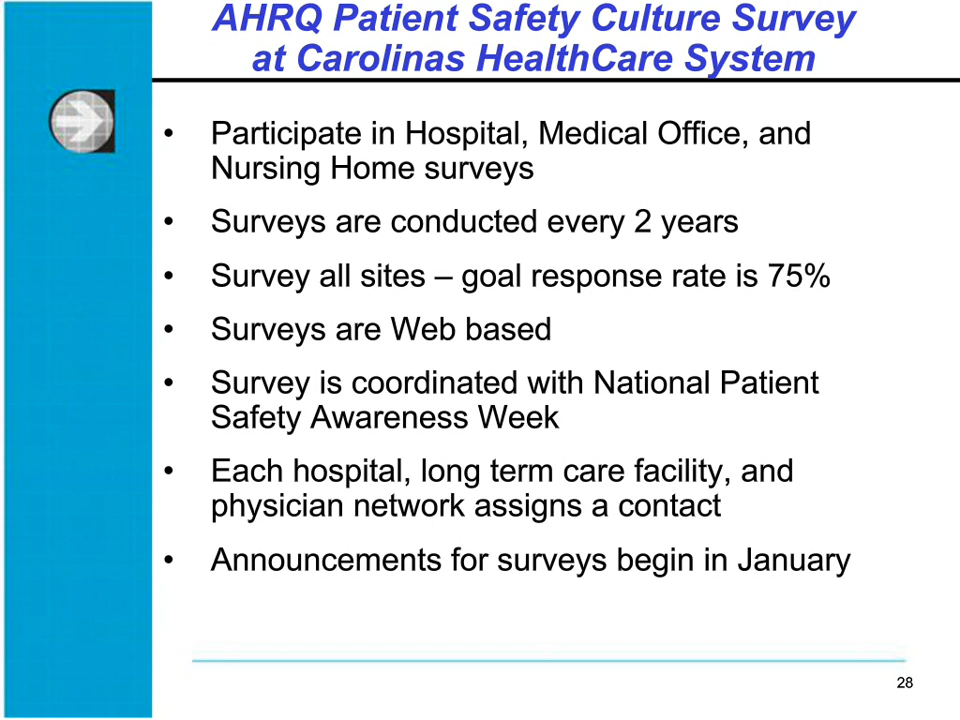 AHRQ Patient Safety Culture Survey
at Carolinas HealthCare System
• Participate in Hospital, Medical Office, and
Nursing Home surveys
• Surveys are conducted every 2 years
• Survey all sites – goal response rate is 75%
• Surveys are Web based
• Survey is coordinated with National Patient
Safety Awareness Week
• Each hospital, long term care facility, and
physician network assigns a contact
• Announcements for surveys begin in January
28